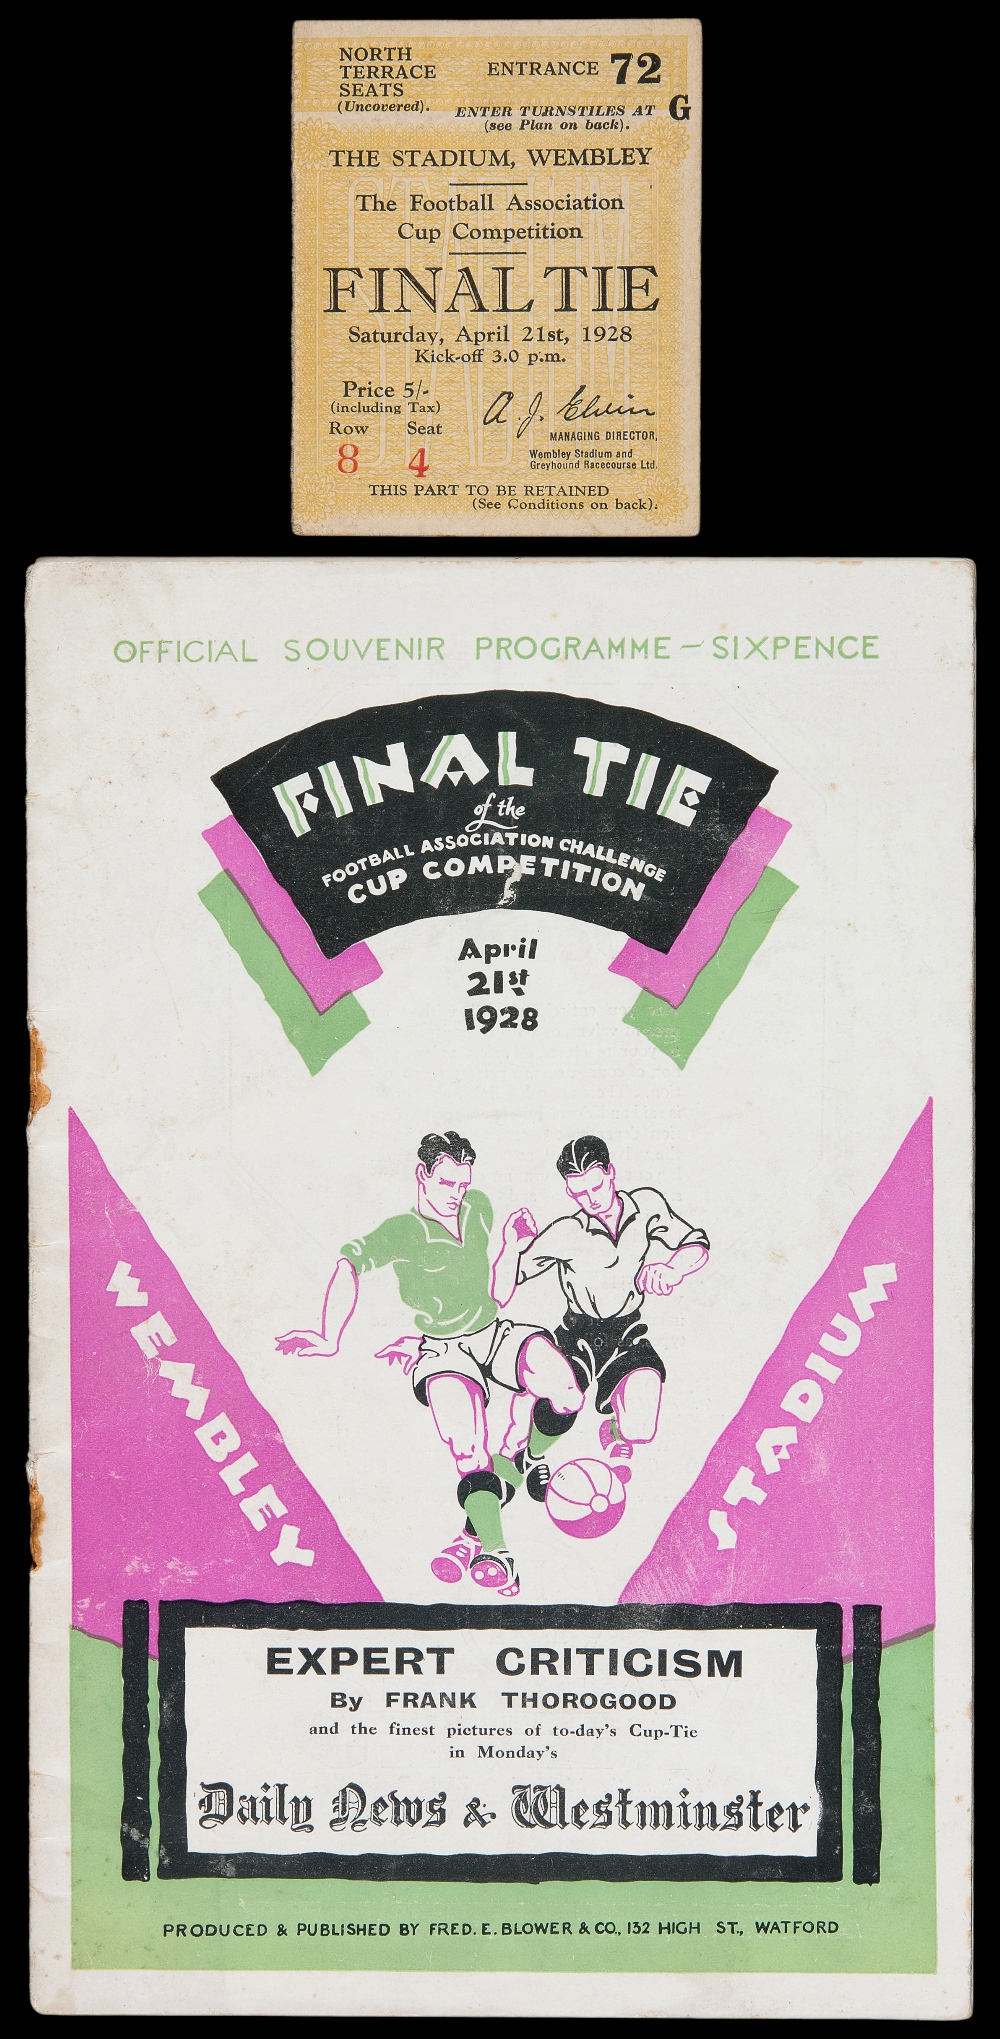 NORTH
TERRACE
SEATS
(Uncovered).
ENTRANCE 72
ENTER TURNSTILES AT G
(see Plan on back).
THE STADIUM, WEMBLEY
The Football Association
Cup Competition
FINAL TIE
Saturday, April 21st, 1928
Kick-off 3.0 p.m.
Price 5/-
(including Tax)
Row Seat
8 4
A. J. Elvin
MANAGING DIRECTOR,
Wembley Stadium and
Greyhound Racecourse Ltd.
THIS PART TO BE RETAINED
(See Conditions on back).
OFFICIAL SOUVENIR PROGRAMME - SIXPENCE
FINAL TIE
of the
FOOTBALL ASSOCIATION CHALLENGE
CUP COMPETITION
April
21st
1928
WEMBLEY
STADIUM
EXPERT CRITICISM
By FRANK THOROGOOD
and the finest pictures of to-day's Cup-Tie
in Monday's
Daily News & Westminster
PRODUCED & PUBLISHED BY FRED. E. BLOWER & CO., 132 HIGH ST., WATFORD